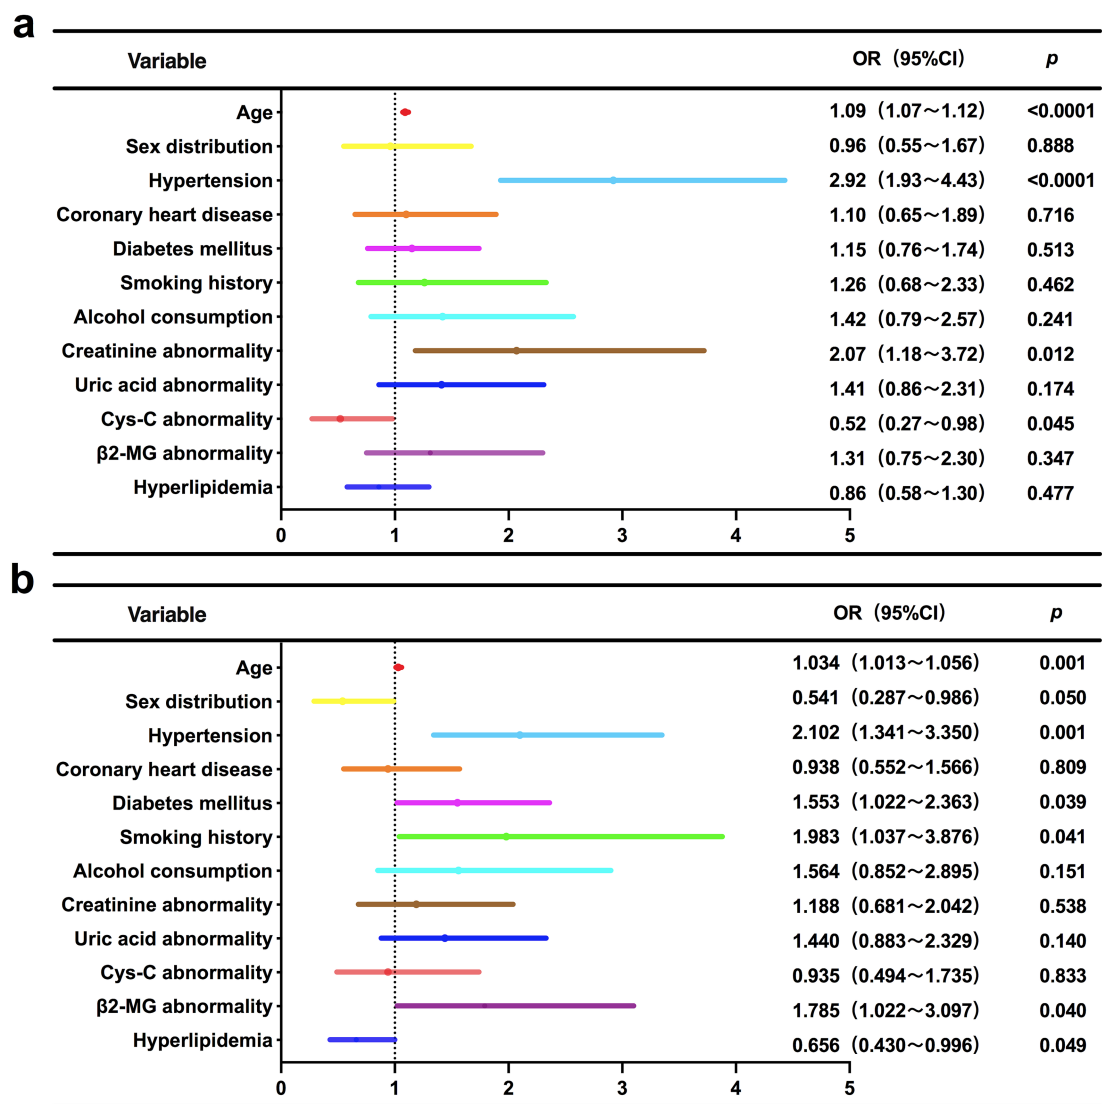 a
Variable OR（95%CI） p
Age 1.09（1.07～1.12） <0.0001
Sex distribution 0.96（0.55～1.67） 0.888
Hypertension 2.92（1.93～4.43） <0.0001
Coronary heart disease 1.10（0.65～1.89） 0.716
Diabetes mellitus 1.15（0.76～1.74） 0.513
Smoking history 1.26（0.68～2.33） 0.462
Alcohol consumption 1.42（0.79～2.57） 0.241
Creatinine abnormality 2.07（1.18～3.72） 0.012
Uric acid abnormality 1.41（0.86～2.31） 0.174
Cys-C abnormality 0.52（0.27～0.98） 0.045
β2-MG abnormality 1.31（0.75～2.30） 0.347
Hyperlipidemia 0.86（0.58～1.30） 0.477
0 1 2 3 4 5
b
Variable OR（95%CI） p
Age 1.034（1.013～1.056） 0.001
Sex distribution 0.541（0.287～0.986） 0.050
Hypertension 2.102（1.341～3.350） 0.001
Coronary heart disease 0.938（0.552～1.566） 0.809
Diabetes mellitus 1.553（1.022～2.363） 0.039
Smoking history 1.983（1.037～3.876） 0.041
Alcohol consumption 1.564（0.852～2.895） 0.151
Creatinine abnormality 1.188（0.681～2.042） 0.538
Uric acid abnormality 1.440（0.883～2.329） 0.140
Cys-C abnormality 0.935（0.494～1.735） 0.833
β2-MG abnormality 1.785（1.022～3.097） 0.040
Hyperlipidemia 0.656（0.430～0.996） 0.049
0 1 2 3 4 5